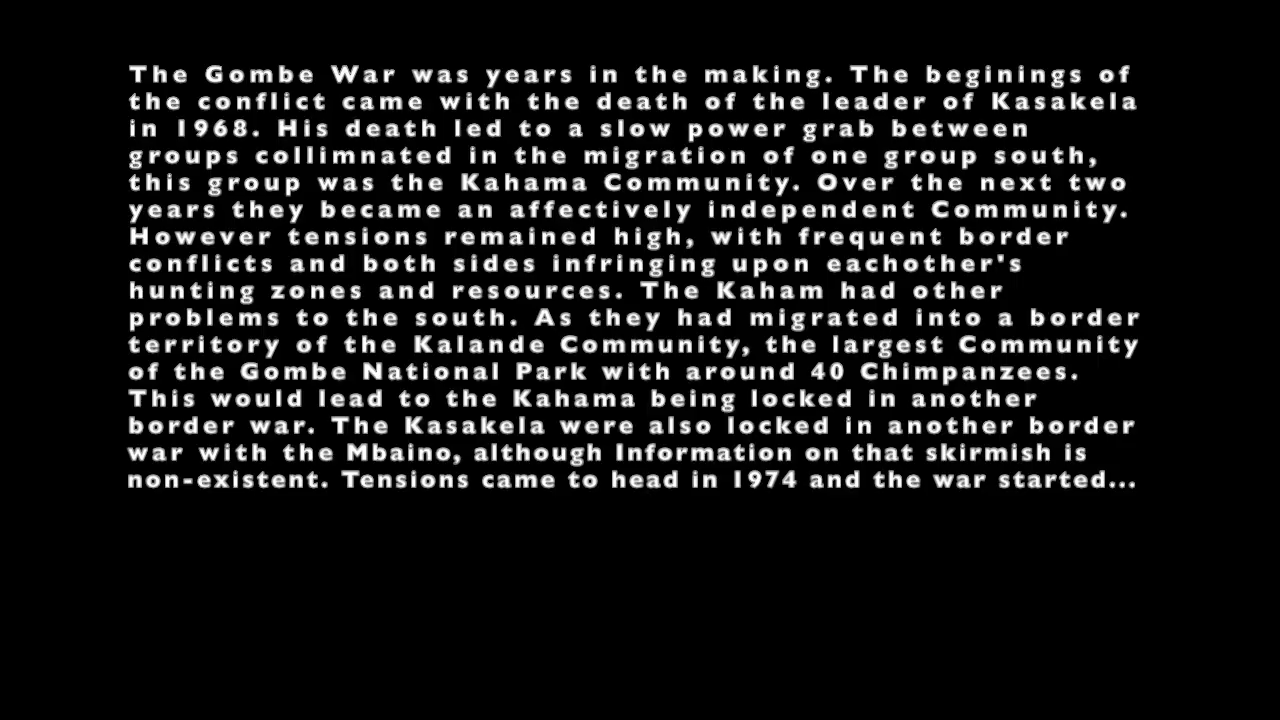 The Gombe War was years in the making. The beginings of
the conflict came with the death of the leader of Kasakela
in 1968. His death led to a slow power grab between
groups collimnated in the migration of one group south,
this group was the Kahama Community. Over the next two
years they became an affectively independent Community.
However tensions remained high, with frequent border
conflicts and both sides infringing upon eachother's
hunting zones and resources. The Kaham had other
problems to the south. As they had migrated into a border
territory of the Kalande Community, the largest Community
of the Gombe National Park with around 40 Chimpanzees.
This would lead to the Kahama being locked in another
border war. The Kasakela were also locked in another border
war with the Mbaino, although Information on that skirmish is
non-existent. Tensions came to head in 1974 and the war started...